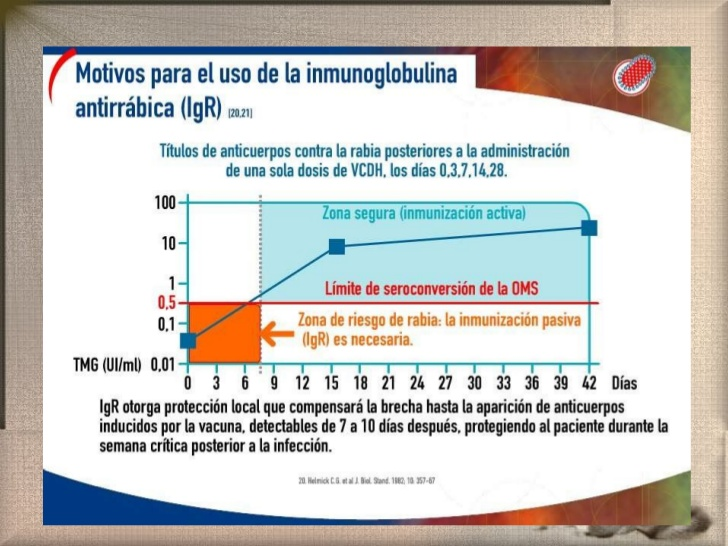 Motivos para el uso de la inmunoglobulina
antirrábica (IgR) [20,21]
Títulos de anticuerpos contra la rabia posteriores a la administración
de una sola dosis de VCDH, los días 0,3,7,14,28.
100
Zona segura (inmunización activa)
10
1
Límite de seroconversión de la OMS
0,5
0,1
Zona de riesgo de rabia: la inmunización pasiva
(IgR) es necesaria.
TMG (UI/ml) 0,01
0 3 6 9 12 15 18 21 24 27 30 33 36 39 42 Días
IgR otorga protección local que compensará la brecha hasta la aparición de anticuerpos
inducidos por la vacuna, detectables de 7 a 10 días después, protegiendo al paciente durante la
semana crítica posterior a la infección.
20. Helmick C.G. et al J. Biol. Stand. 1982; 10: 357-67